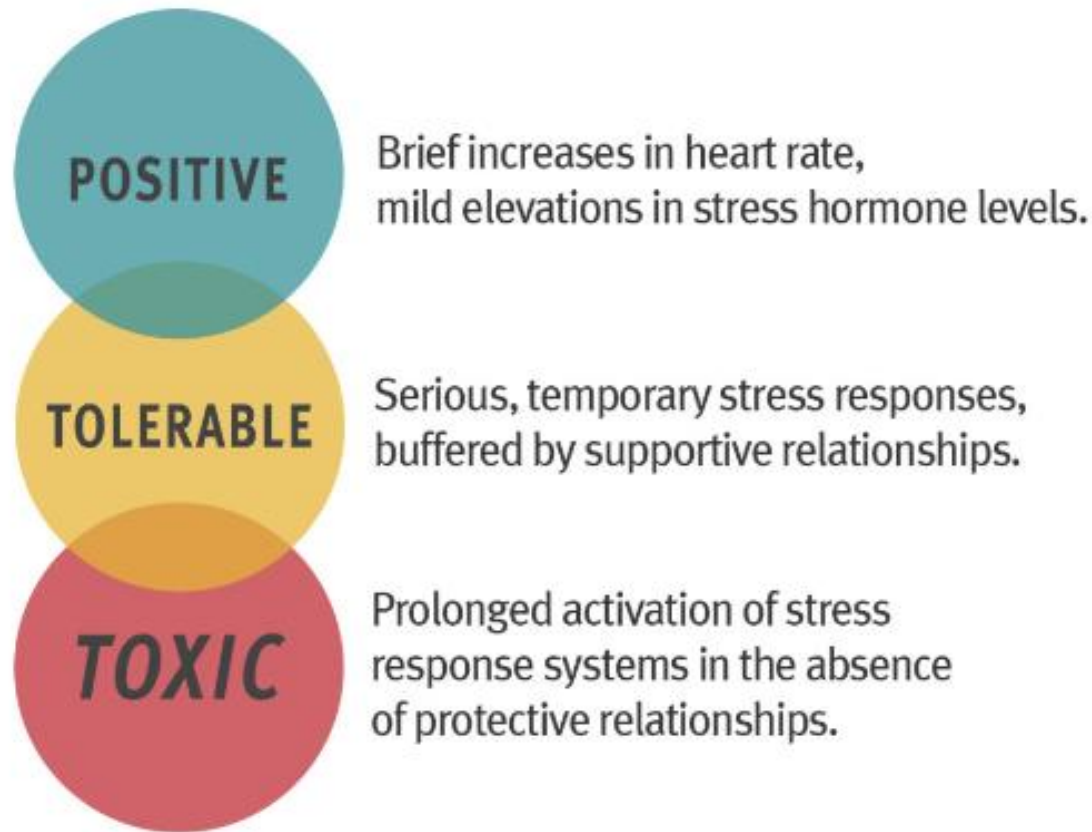 POSITIVE
Brief increases in heart rate,
mild elevations in stress hormone levels.
TOLERABLE
Serious, temporary stress responses,
buffered by supportive relationships.
TOXIC
Prolonged activation of stress
response systems in the absence
of protective relationships.